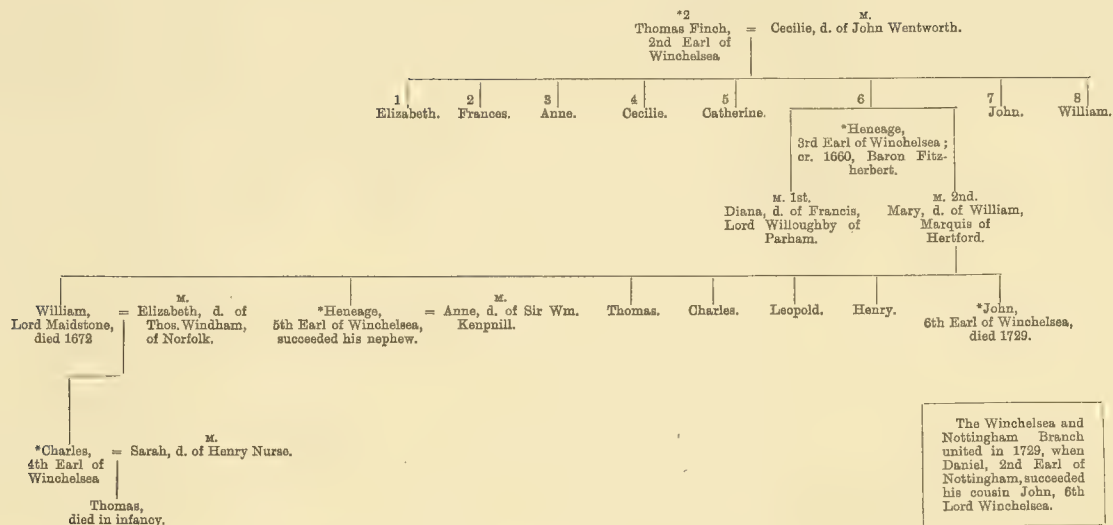 *2
Thomas Finch,
2nd Earl of
Winchelsea
=
M.
Cecilie, d. of John Wentworth.
1
Elizabeth.
2
Frances.
3
Anne.
4
Cecilie.
5
Catherine.
6
*Heneage,
3rd Earl of Winchelsea;
cr. 1660, Baron Fitz-
herbert.
7
John.
8
William.
M. 1st.
Diana, d. of Francis,
Lord Willoughby of
Parham.
M. 2nd.
Mary, d. of William,
Marquis of
Hertford.
William,
Lord Maidstone,
died 1672
=
M.
Elizabeth, d. of
Thos. Windham,
of Norfolk.
*Heneage,
5th Earl of Winchelsea,
succeeded his nephew.
=
M.
Anne, d. of Sir Wm.
Kenpnill.
Thomas.
Charles.
Leopold.
Henry.
*John,
6th Earl of Winchelsea,
died 1729.
*Charles,
4th Earl of
Winchelsea
=
M.
Sarah, d. of Henry Nurse.
Thomas,
died in infancy.
The Winchelsea and
Nottingham Branch
united in 1729, when
Daniel, 2nd Earl of
Nottingham, succeeded
his cousin John, 6th
Lord Winchelsea.